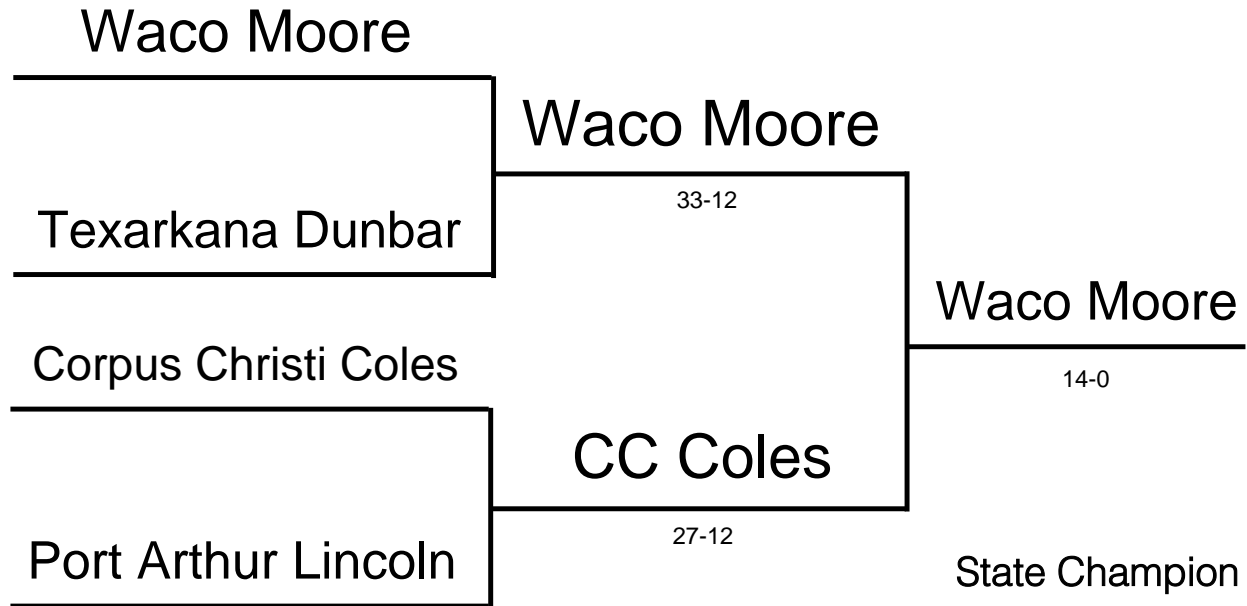 Waco Moore
Waco Moore
33-12
Texarkana Dunbar
Waco Moore
14-0
Corpus Christi Coles
CC Coles
27-12
Port Arthur Lincoln
State Champion